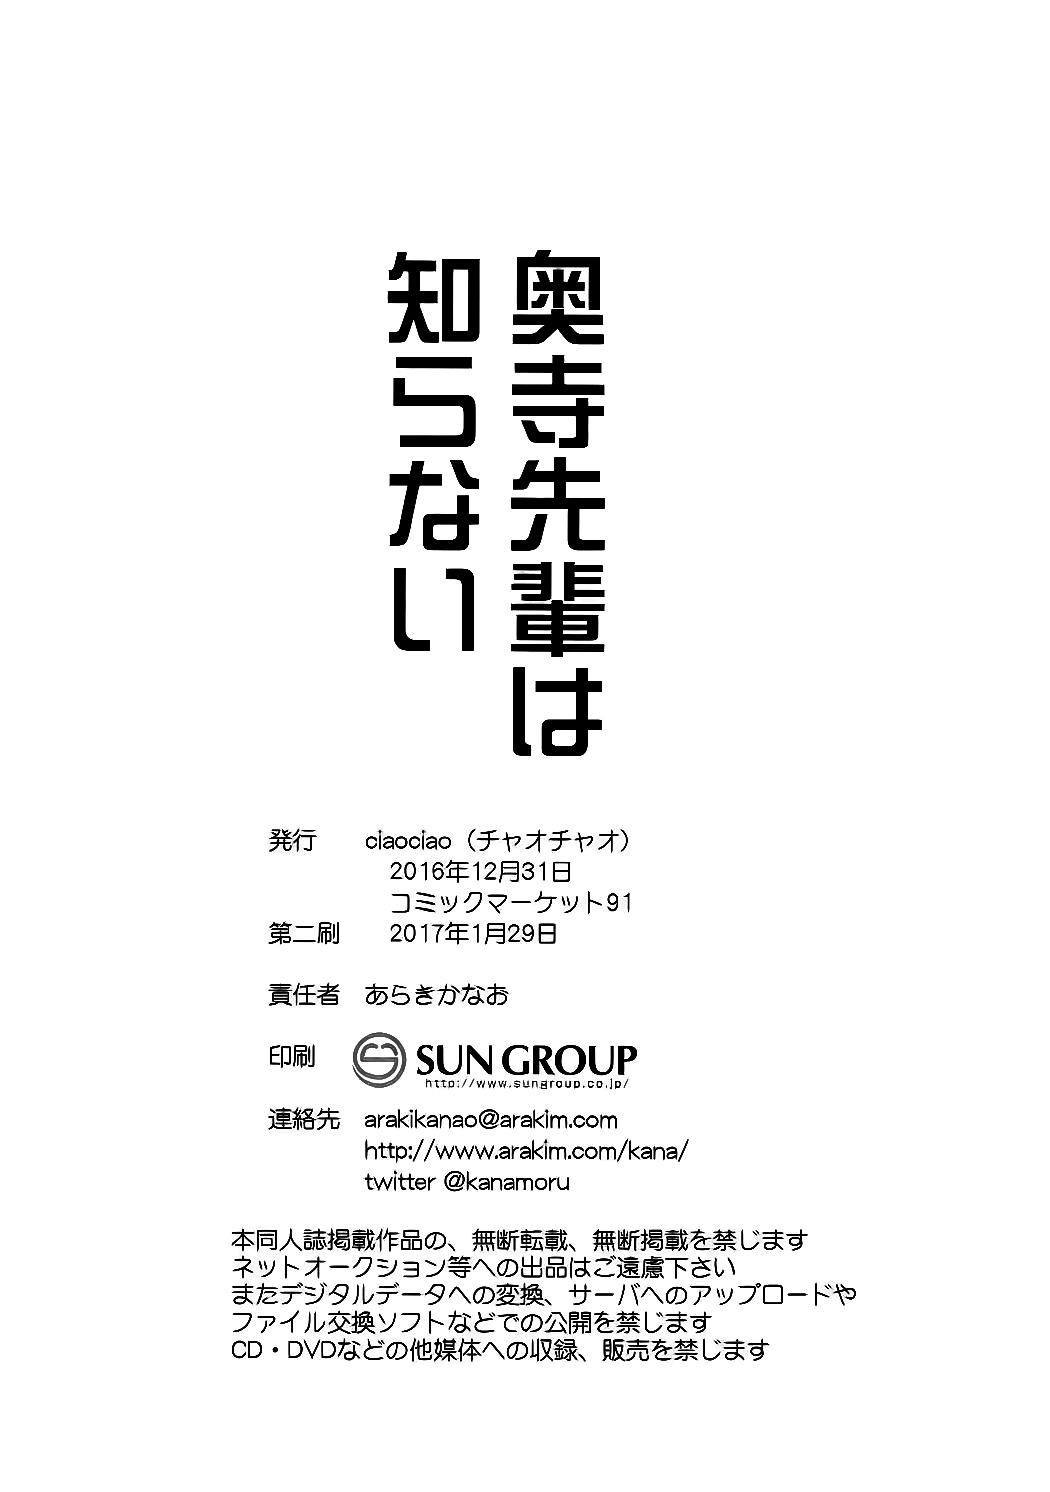 奥寺先輩は
知らない
発行 ciaociao（チャオチャオ）
2016年12月31日
コミックマーケット91
第二刷 2017年1月29日
責任者 あらきかなお
印刷 SUN GROUP
http://www.sungroup.co.jp/
連絡先 arakikanao@arakim.com
http://www.arakim.com/kana/
twitter @kanamoru
本同人誌掲載作品の、無断転載、無断掲載を禁じます
ネットオークション等への出品はご遠慮下さい
またデジタルデータへの変換、サーバへのアップロードや
ファイル交換ソフトなどでの公開を禁じます
CD・DVDなどの他媒体への収録、販売を禁じます